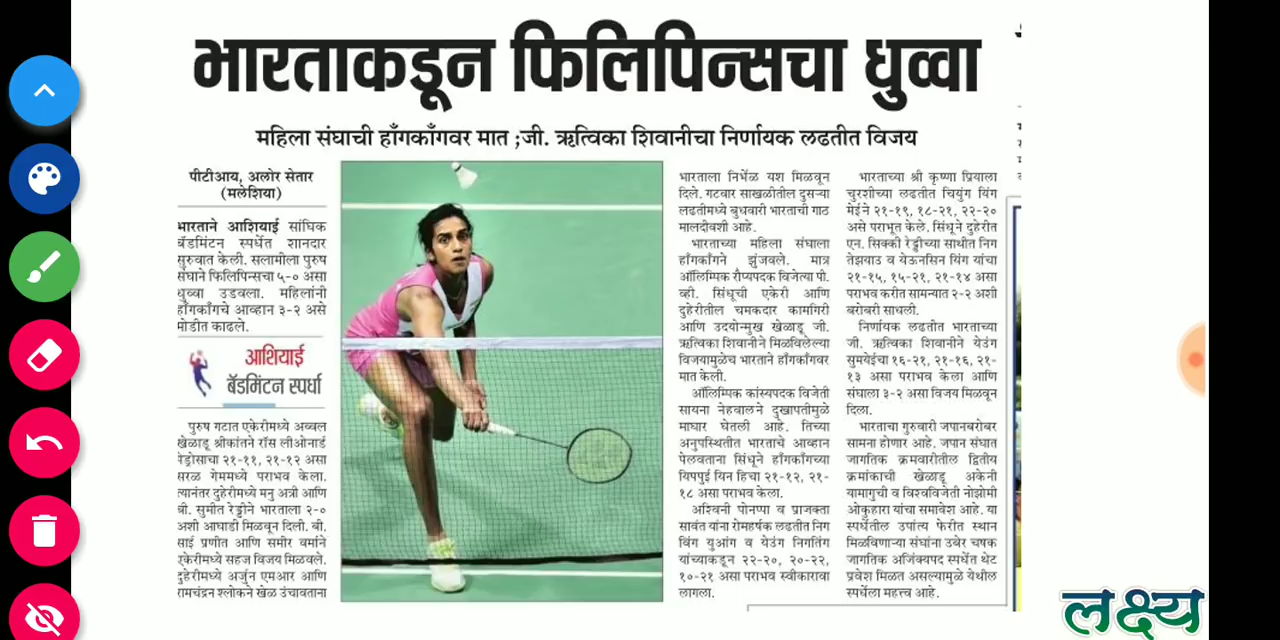 भारताकडून फिलिपिन्सचा धुव्वा
महिला संघाची हाँगकाँगवर मात ;जी. ऋत्विका शिवानीचा निर्णायक लढतीत विजय
पीटीआय, अलोर सेतार
(मलेशिया)
भारताने आशियाई सांघिक
बॅडमिंटन स्पर्धेत शानदार
सुरुवात केली. सलामीला पुरुष
संघाने फिलिपिन्सचा ५-० असा
धुव्वा उडवला. महिलांनी
हाँगकाँगचे आव्हान ३-२ असे
मोडीत काढले.
आशियाई
बॅडमिंटन स्पर्धा
पुरुष गटात एकेरीमध्ये अव्वल
खेळाडू श्रीकांतने रॉस लीओनार्ड
पेड्रोसाचा २१-११, २१-१२ असा
सरळ गेममध्ये पराभव केला.
त्यानंतर दुहेरीमध्ये मनु अत्री आणि
बी. सुमीत रेड्डीने भारताला २-०
अशी आघाडी मिळवून दिली. बी.
साई प्रणीत आणि समीर वर्माने
एकेरीमध्ये सहज विजय मिळवले.
दुहेरीमध्ये अर्जुन एमआर आणि
रामचंद्रन श्लोकने खेळ उंचावताना
भारताला निर्भेळ यश मिळवून
दिले. गटवार साखळीतील दुसऱ्या
लढतीमध्ये बुधवारी भारताची गाठ
मालदीवशी आहे.
भारताच्या महिला संघाला
हाँगकाँगने झुंजवले. मात्र
ऑलिम्पिक रौप्यपदक विजेत्या पी.
व्ही. सिंधूची एकेरी आणि
दुहेरीतील चमकदार कामगिरी
आणि उदयोन्मुख खेळाडू जी.
ऋत्विका शिवानीने मिळविलेल्या
विजयामुळेच भारताने हाँगकाँगवर
मात केली.
ऑलिम्पिक कांस्यपदक विजेती
सायना नेहवालने दुखापतीमुळे
माघार घेतली आहे. तिच्या
अनुपस्थितीत भारताचे आव्हान
पेलवताना सिंधूने हाँगकाँगच्या
यिपपुई यिन हिचा २१-१२, २१-
१८ असा पराभव केला.
अश्विनी पोनप्पा व प्राजक्ता
सावंत यांना रोमहर्षक लढतीत निग
विंग युआंग व येउंग निगतिंग
यांच्याकडून २२-२०, २०-२२,
१०-२१ असा पराभव स्वीकारावा
लागला.
भारताच्या श्री कृष्णा प्रियाला
चुरशीच्या लढतीत चियुंग यिंग
मेईने २१-१९, १८-२१, २२-२०
असे पराभूत केले. सिंधूने दुहेरीत
एन. सिक्की रेड्डीच्या साथीत निग
तेझयाउ व येऊनसिन यिंग यांचा
२१-१५, १५-२१, २१-१४ असा
पराभव करीत सामन्यात २-२ अशी
बरोबरी साधली.
निर्णायक लढतीत भारताच्या
जी. ऋत्विका शिवानीने येउंग
सुमयेईचा १६-२१, २१-१६, २१-
१३ असा पराभव केला आणि
संघाला ३-२ असा विजय मिळवून
दिला.
भारताचा गुरुवारी जपानबरोबर
सामना होणार आहे. जपान संघात
जागतिक क्रमवारीतील द्वितीय
क्रमांकाची खेळाडू अकेनी
यामागुची व विश्वविजेती नोझोमी
ओकुहारा यांचा समावेश आहे. या
स्पर्धेतील उपांत्य फेरीत स्थान
मिळविणाऱ्या संघांना उबेर चषक
जागतिक अजिंक्यपद स्पर्धेत थेट
प्रवेश मिळत असल्यामुळे येथील
स्पर्धेला महत्त्व आहे.
लक्ष्य